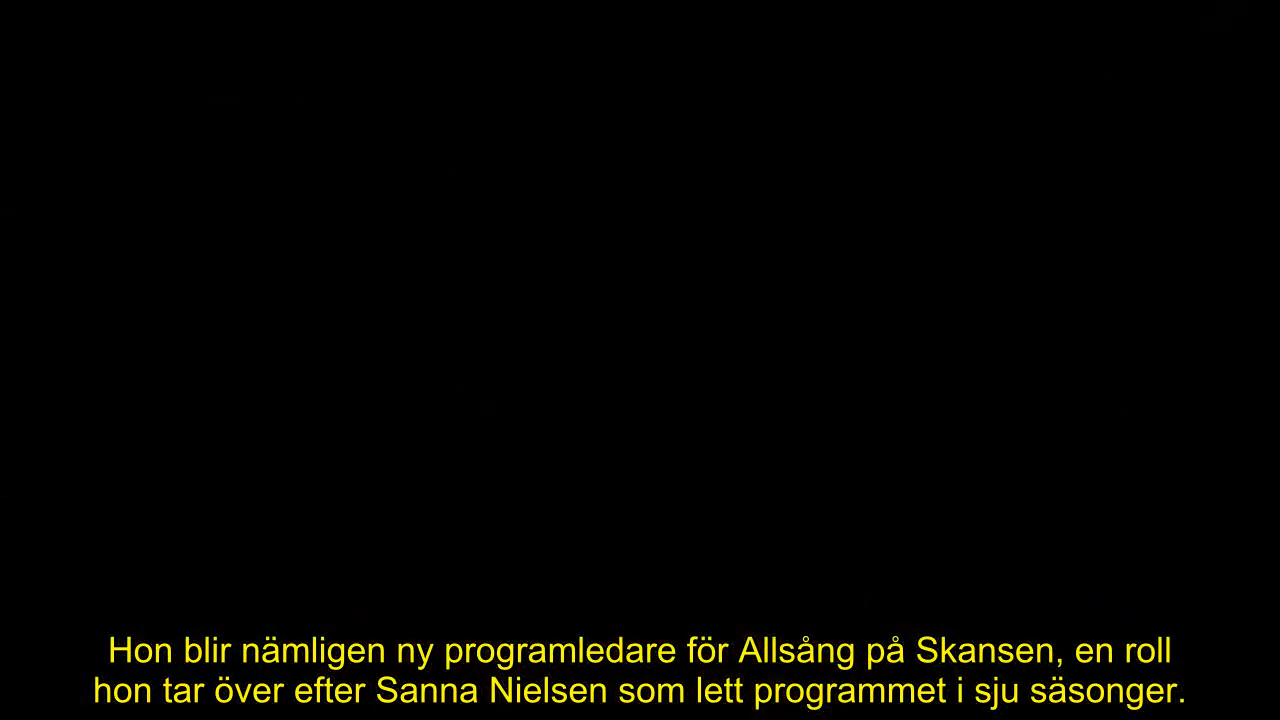 Hon blir nämligen ny programledare för Allsång på Skansen, en roll
hon tar över efter Sanna Nielsen som lett programmet i sju säsonger.